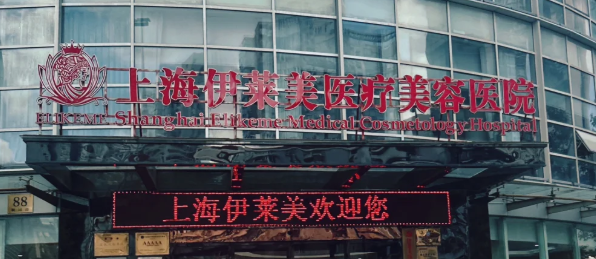 上海伊莱美医疗美容医院
ELIKEME Shanghai Elikeme Medical Cosmetology Hospital
上海伊莱美欢迎您
88